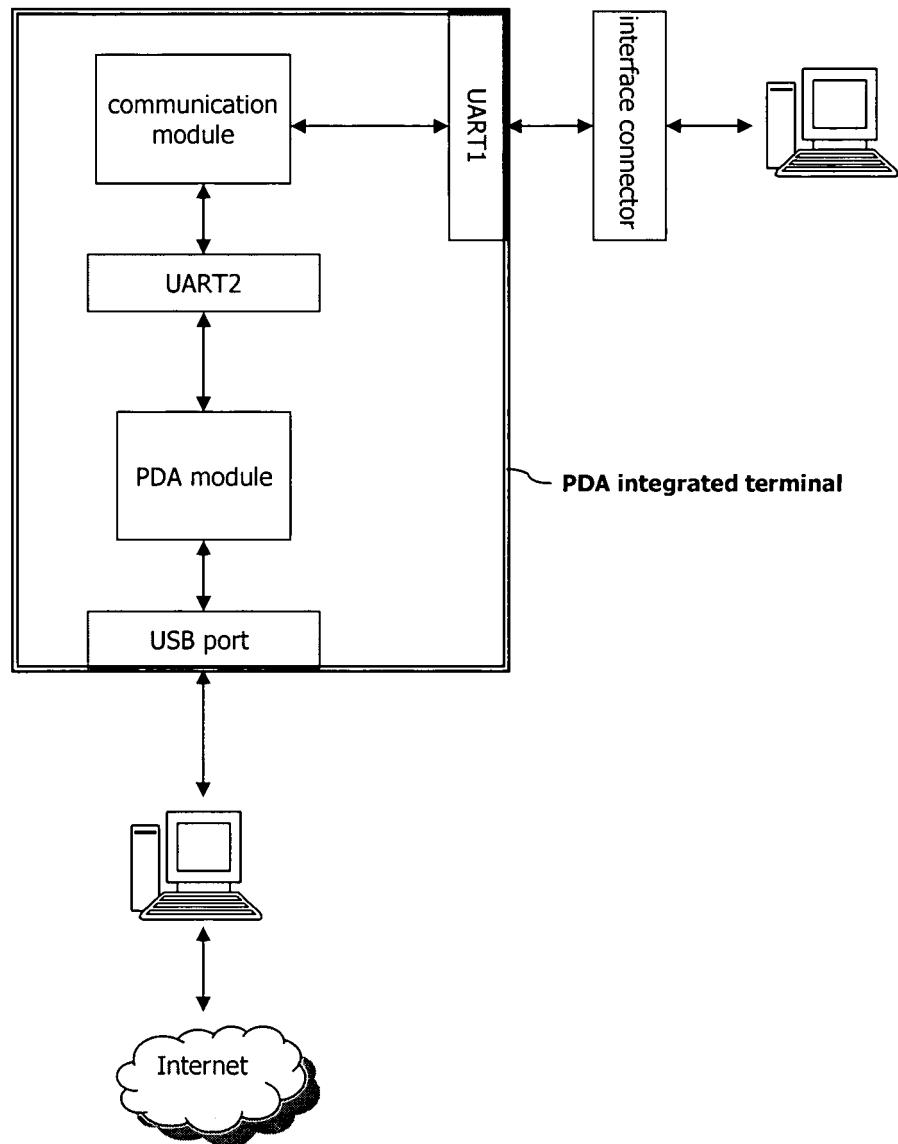 communication
module
UART1
interface connector
UART2
PDA module
PDA integrated terminal
USB port
Internet